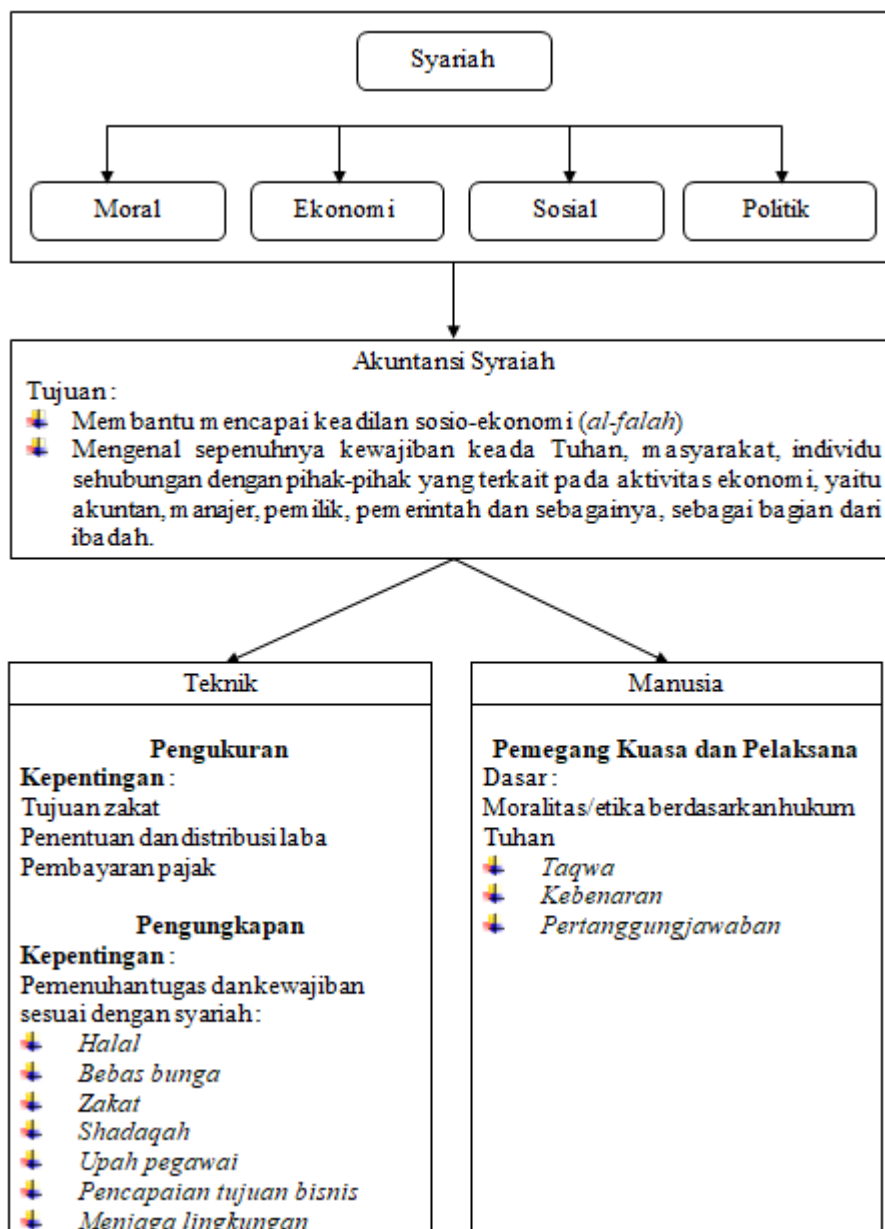 Syariah
Moral
Ekonomi
Sosial
Politik
Akuntansi Syraiah
Tujuan :
Membantu mencapai keadilan sosio-ekonomi (al-falah)
Mengenal sepenuhnya kewajiban keada Tuhan, masyarakat, individu
sehubungan dengan pihak-pihak yang terkait pada aktivitas ekonomi, yaitu
akuntan, manajer, pemilik, pemerintah dan sebagainya, sebagai bagian dari
ibadah.
Teknik
Pengukuran
Kepentingan :
Tujuan zakat
Penentuan dan distribusi laba
Pembayaran pajak
Pengungkapan
Kepentingan :
Pemenuhan tugas dan kewajiban
sesuai dengan syariah :
Halal
Bebas bunga
Zakat
Shadaqah
Upah pegawai
Pencapaian tujuan bisnis
Menjaga lingkungan
Manusia
Pemegang Kuasa dan Pelaksana
Dasar :
Moralitas/etika berdasarkan hukum
Tuhan
Taqwa
Kebenaran
Pertanggungjawaban